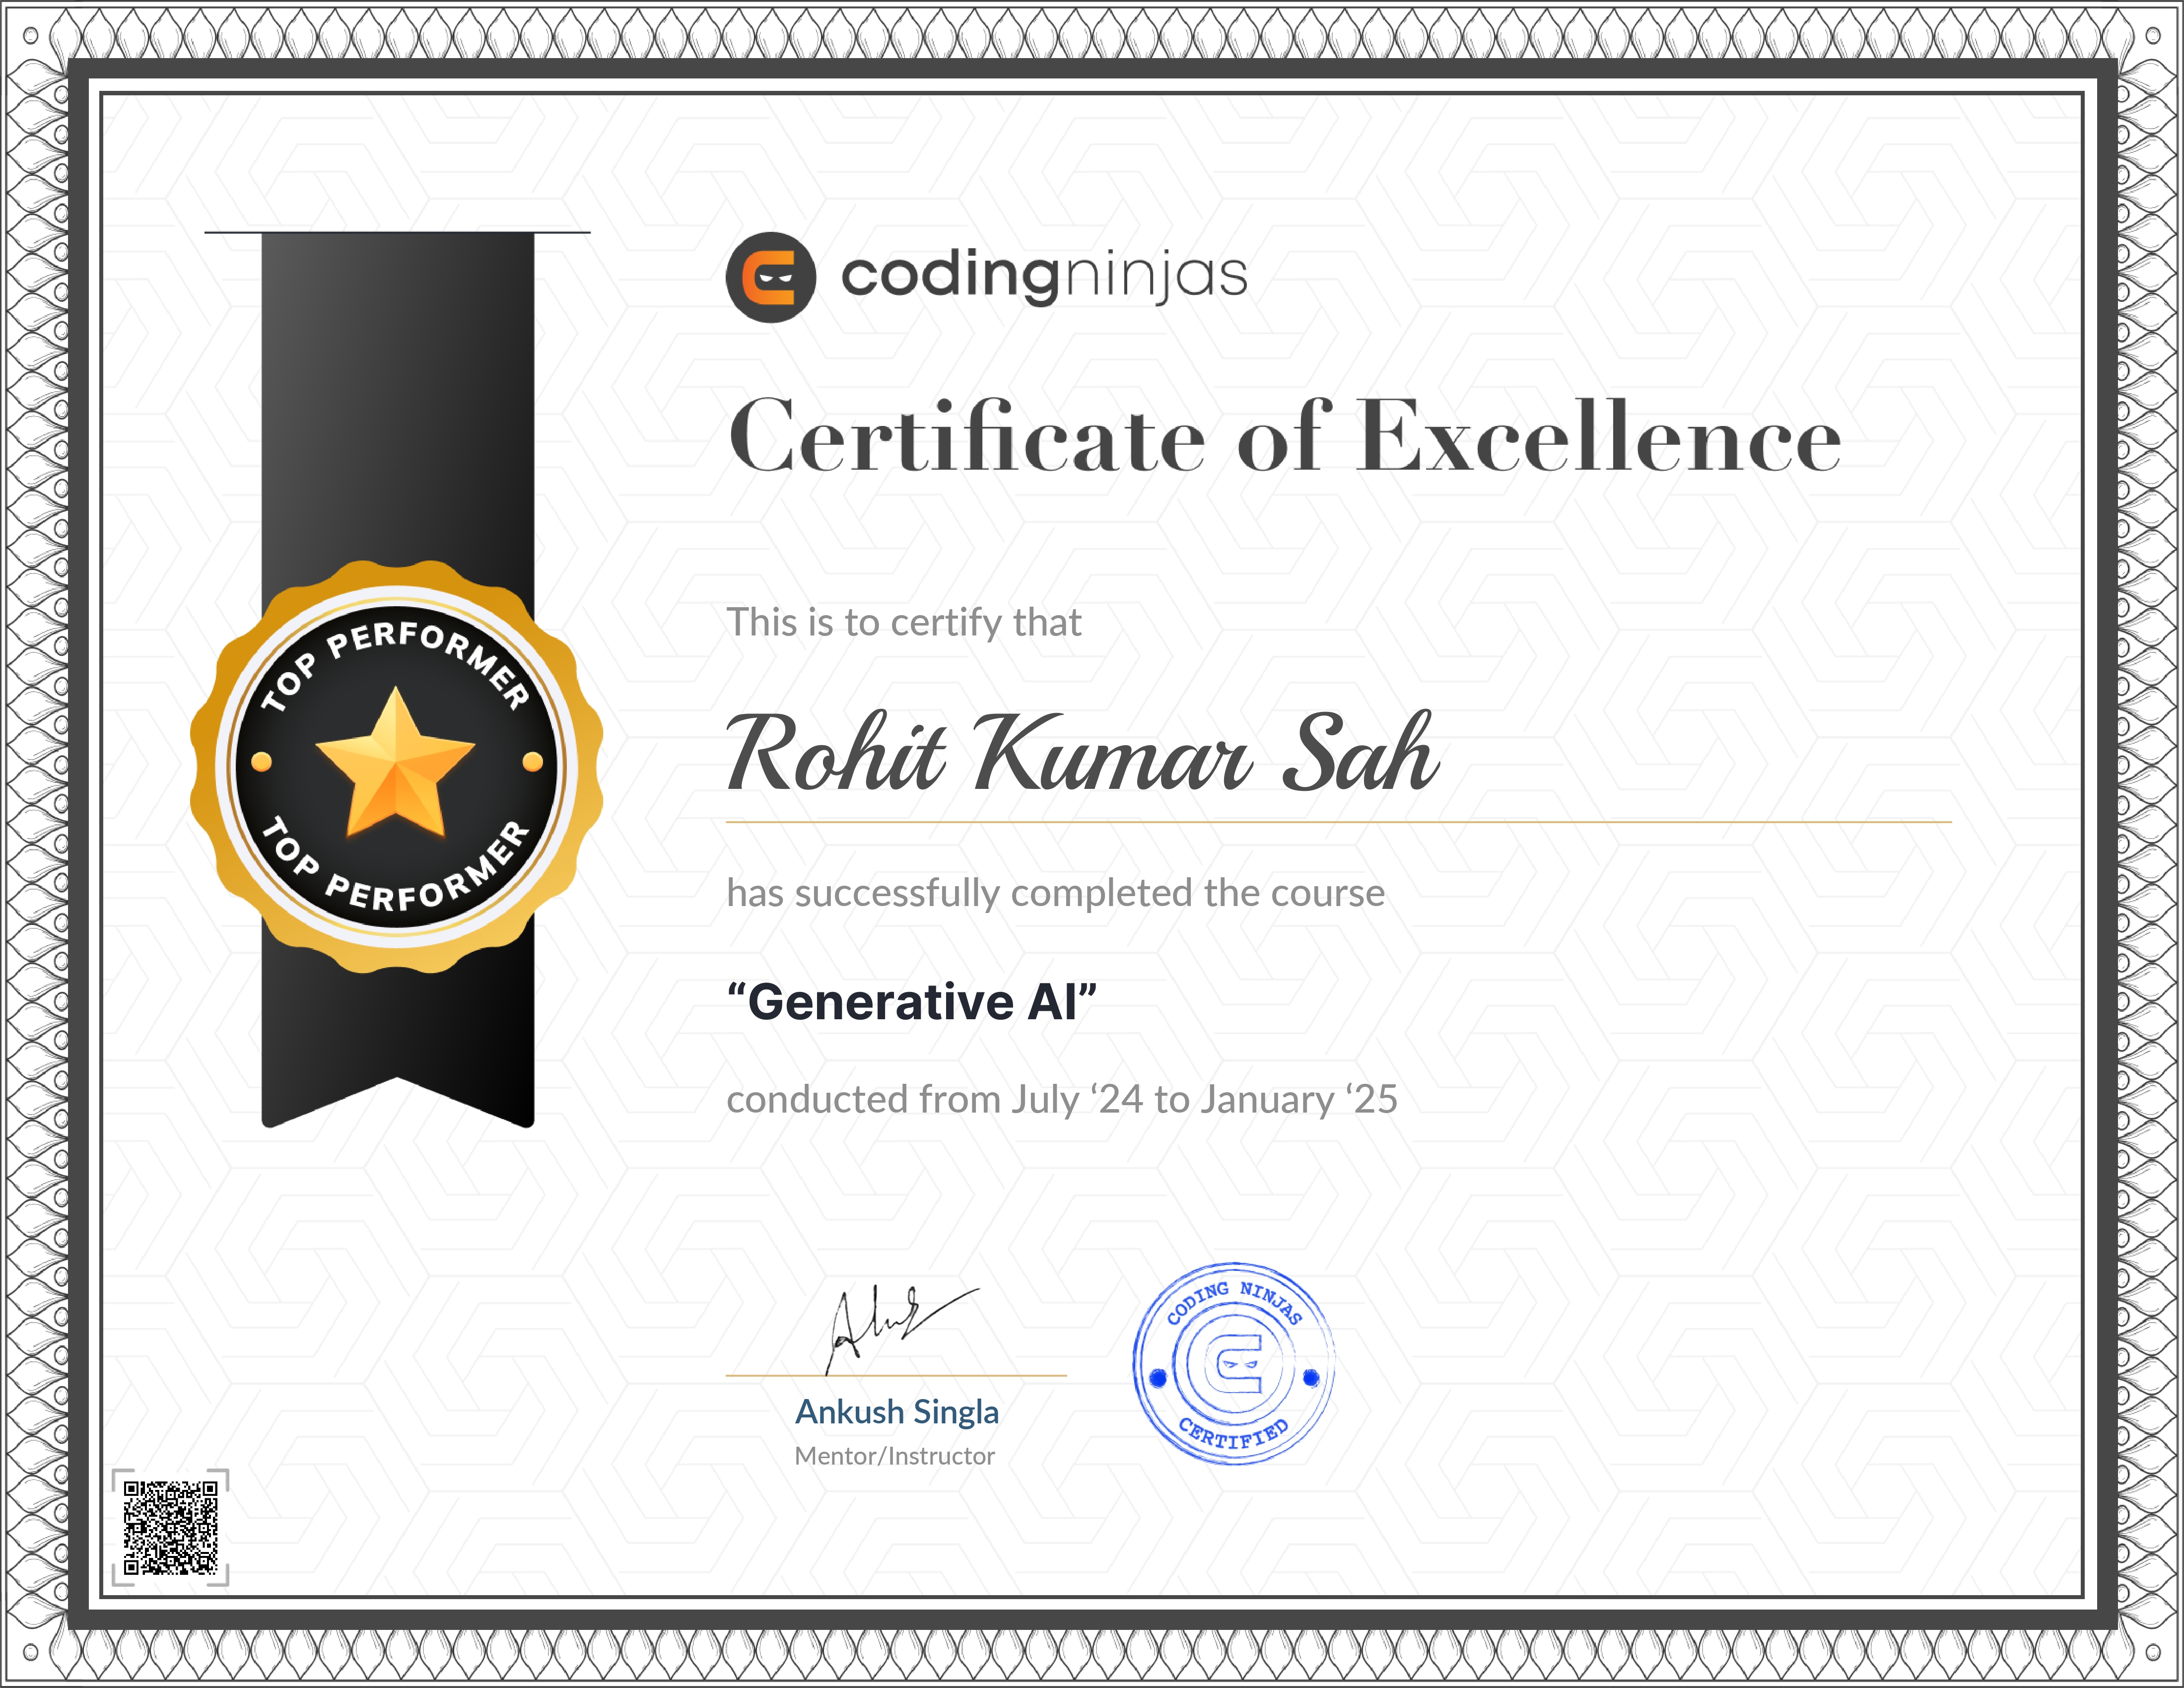 codingninjas
Certificate of Excellence
TOP PERFORMER
TOP PERFORMER
This is to certify that
Rohit Kumar Sah
has successfully completed the course
“Generative AI”
conducted from July ‘24 to January ‘25
Ankush Singla
Mentor/Instructor
CODING NINJAS
CERTIFIED